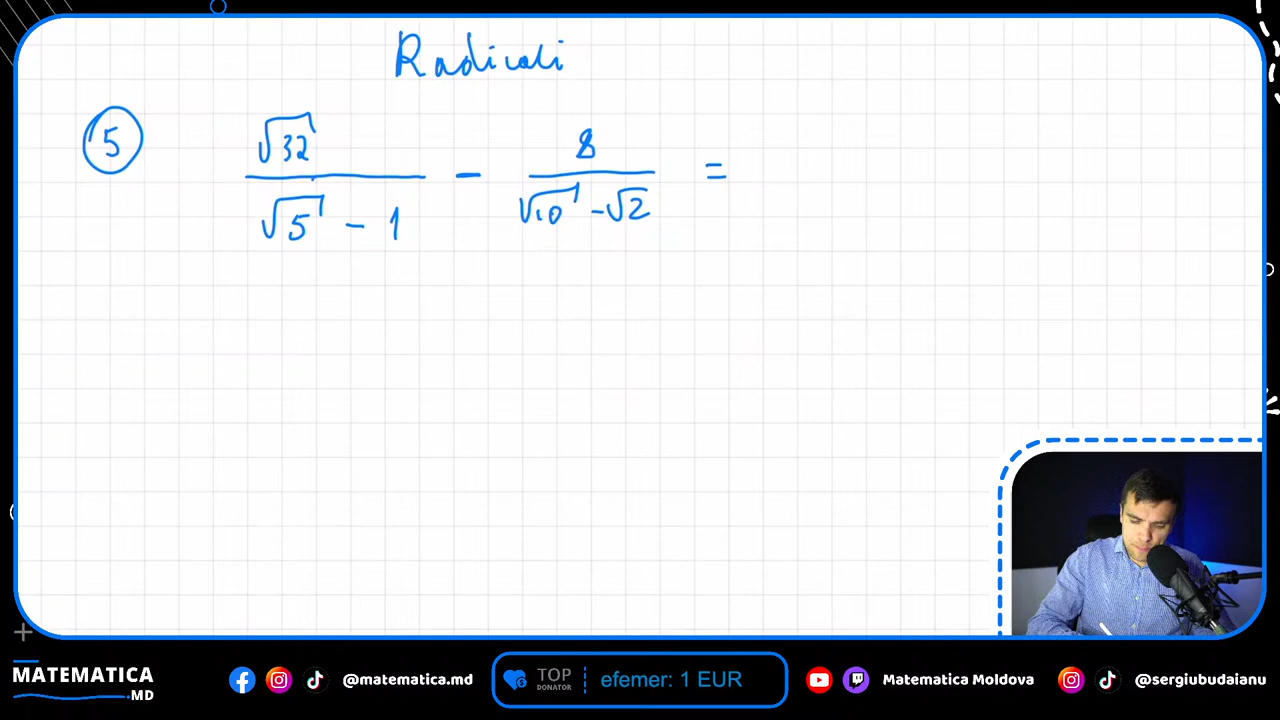 Radicali
5 √32 / (√5 - 1) - 8 / (√10 - √2) =
MATEMATICA
.MD
@matematica.md
TOP
DONATOR
efemer: 1 EUR
Matematica Moldova
@sergiubudaianu